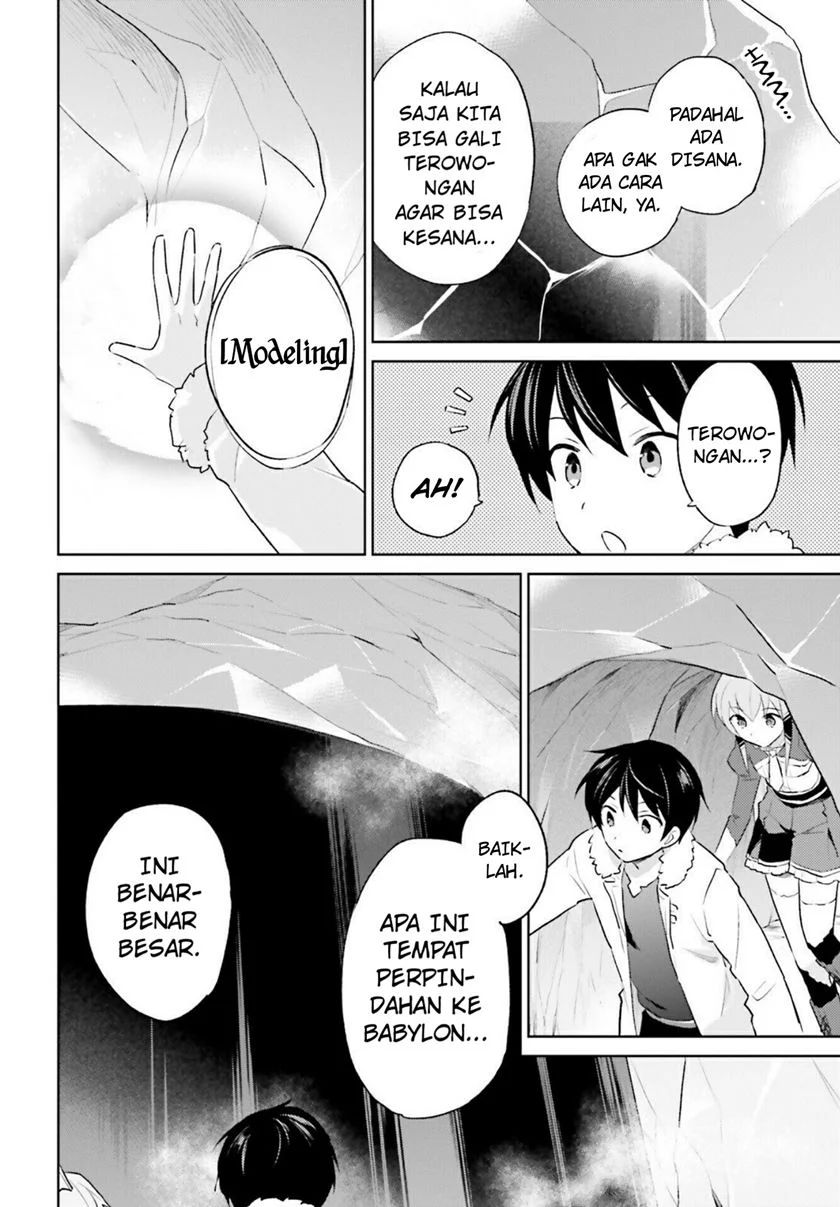 HMM...
PADAHAL
ADA
DISANA.
APA GAK
ADA CARA
LAIN, YA.
KALAU
SAJA KITA
BISA GALI
TEROWO-
NGAN
AGAR BISA
KESANA...
TEROWO-
NGAN...?
AH!
[Modeling]
BAIK-
LAH.
APA INI
TEMPAT
PERPIN-
DAHAN KE
BABYLON...
INI
BENAR-
BENAR
BESAR.